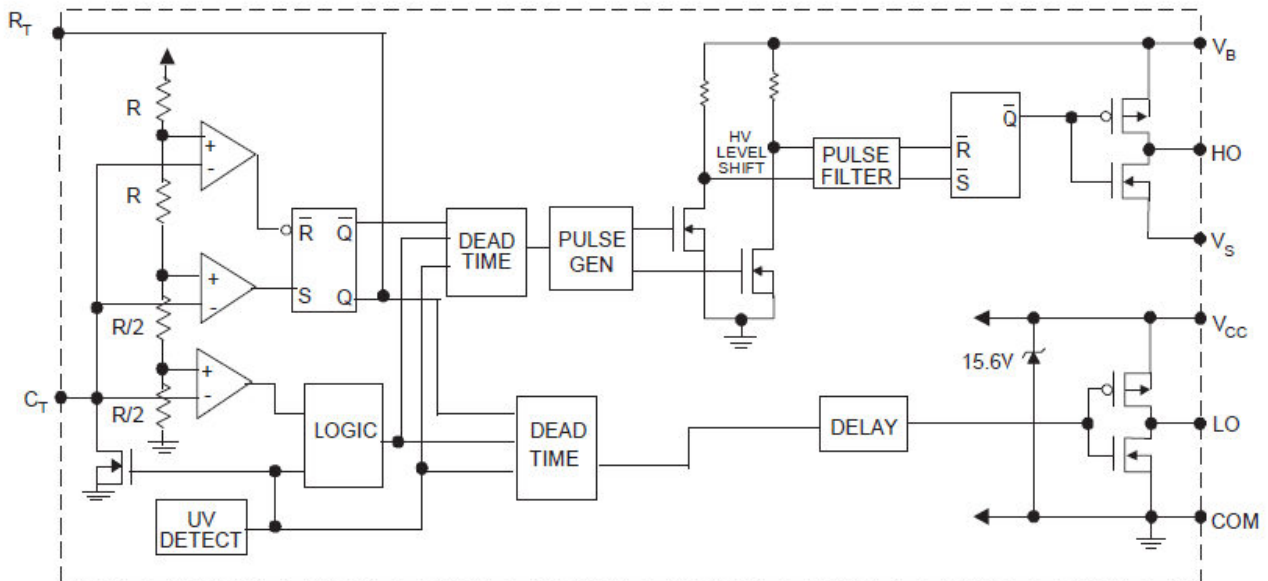 R_T
V_B
R
HV
LEVEL
SHIFT
Q̅
+
-
PULSE
FILTER
R̅
S̅
HO
R
R̅ Q̅
DEAD
TIME
PULSE
GEN
V_S
+
-
S Q
R/2
V_CC
15.6V
+
-
C_T
R/2
LOGIC
DEAD
TIME
DELAY
LO
UV
DETECT
COM